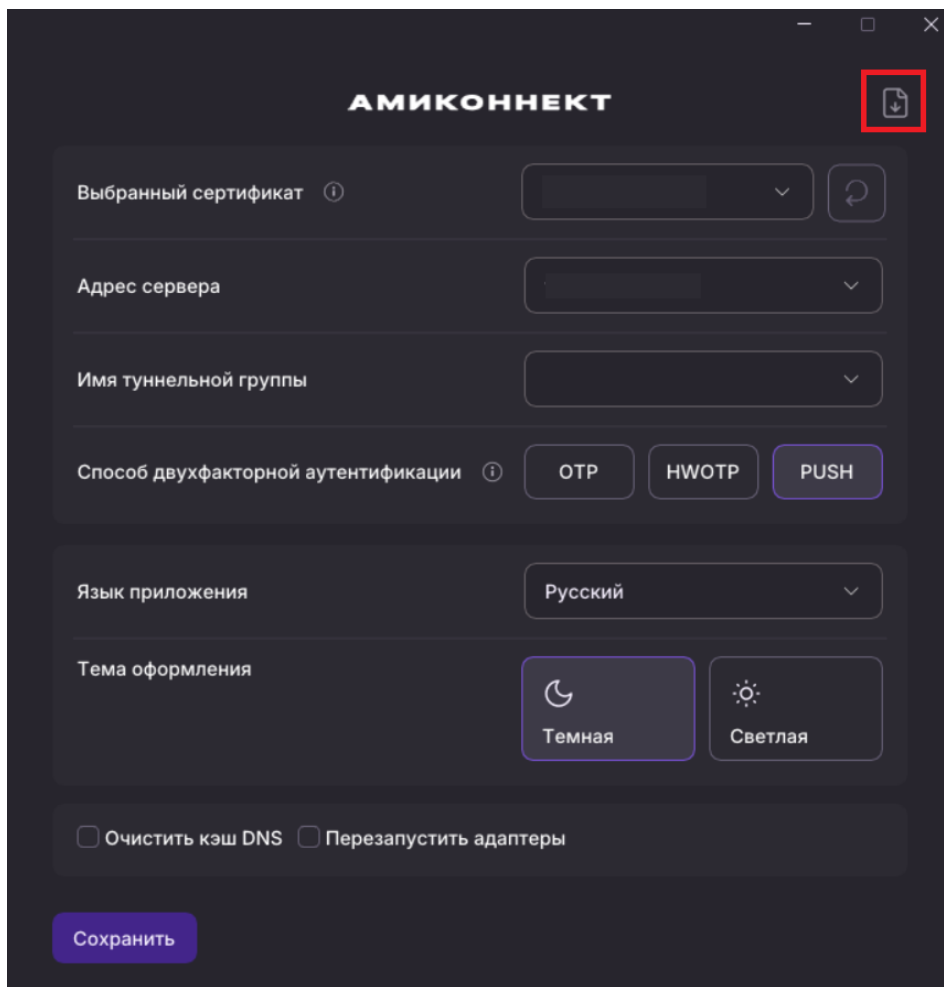 АМИКОННЕКТ
Выбранный сертификат
Адрес сервера
Имя туннельной группы
Способ двухфакторной аутентификации OTP HWOTP PUSH
Язык приложения Русский
Тема оформления
Темная Светлая
Очистить кэш DNS Перезапустить адаптеры
Сохранить